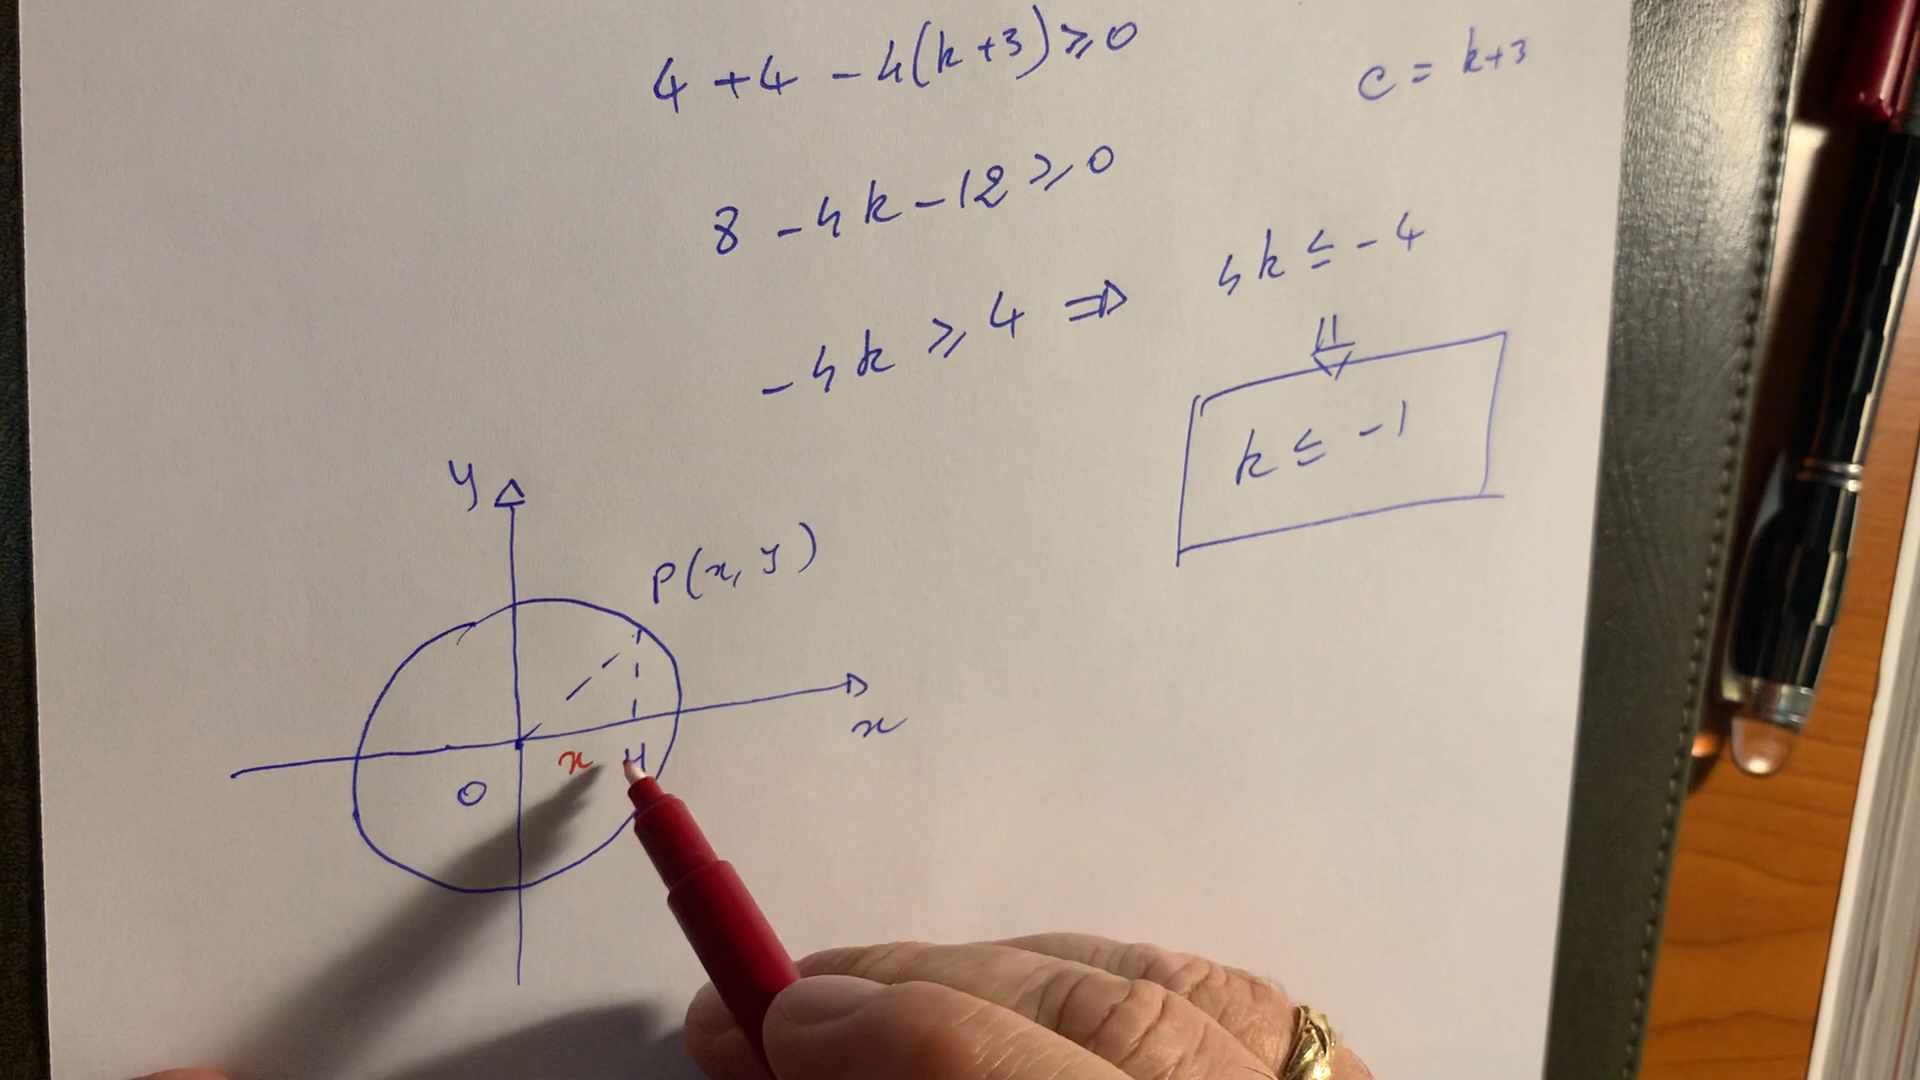 4 + 4 - 4(k+3) ⩾ 0
c = k+3
8 - 4k - 12 ⩾ 0
- 4k ⩾ 4 ⇒ 4k ≤ - 4
⇓
k ≤ - 1
y
P(x, y)
x
x H
O